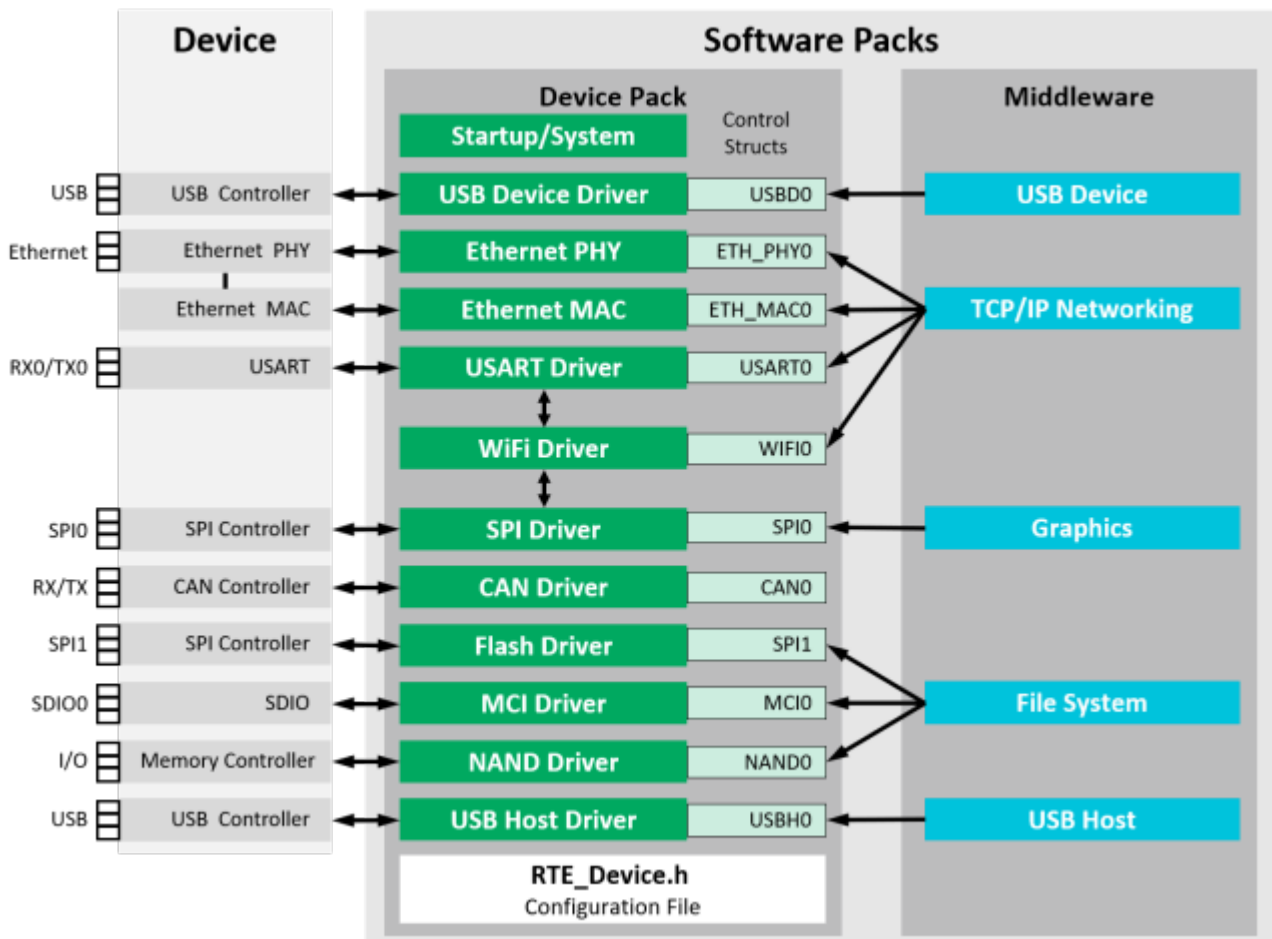 Device
Software Packs
Device Pack
Middleware
Control
Structs
Startup/System
USB
USB Controller
USB Device Driver
USBD0
USB Device
Ethernet
Ethernet PHY
Ethernet PHY
ETH_PHY0
Ethernet MAC
Ethernet MAC
ETH_MAC0
TCP/IP Networking
RX0/TX0
USART
USART Driver
USART0
WiFi Driver
WIFI0
SPI0
SPI Controller
SPI Driver
SPI0
Graphics
RX/TX
CAN Controller
CAN Driver
CAN0
SPI1
SPI Controller
Flash Driver
SPI1
SDIO0
SDIO
MCI Driver
MCI0
File System
I/O
Memory Controller
NAND Driver
NAND0
USB
USB Controller
USB Host Driver
USBH0
USB Host
RTE_Device.h
Configuration File